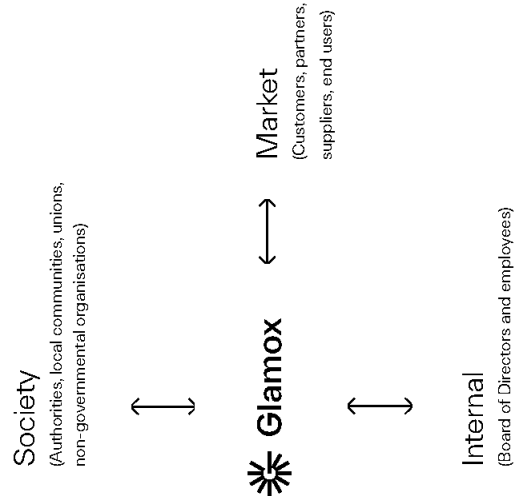 Society
(Authorities, local communities, unions,
non-governmental organisations)
Glamox
Market
(Customers, partners,
suppliers, end users)
Internal
(Board of Directors and employees)